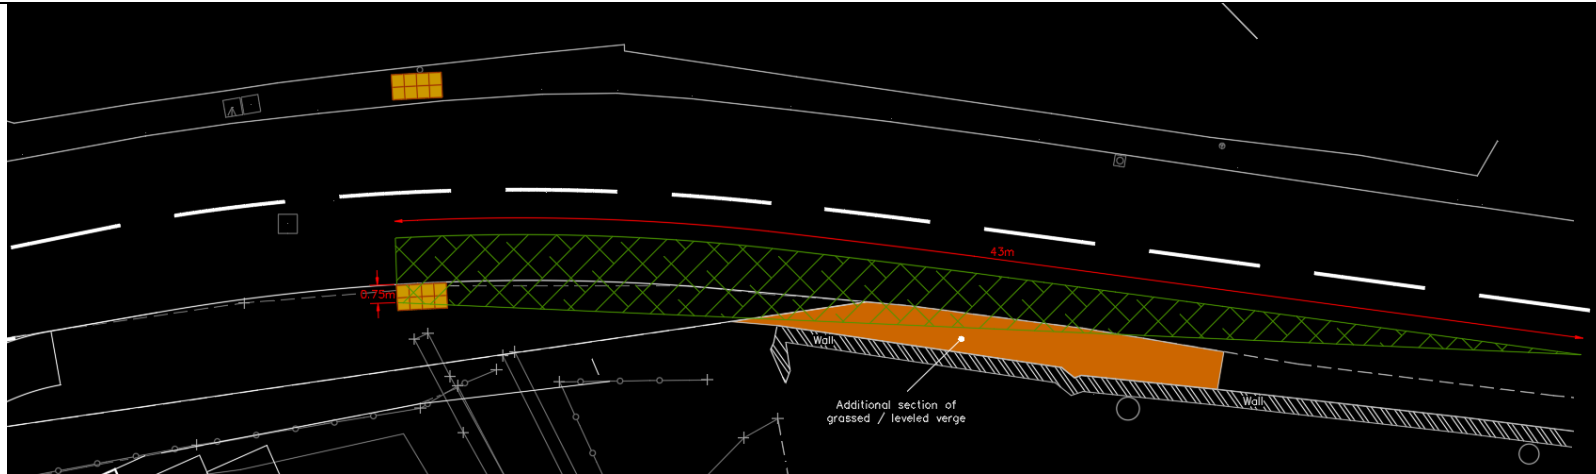 43m
0.75m
Wall
Additional section of
grassed / leveled verge
Wall